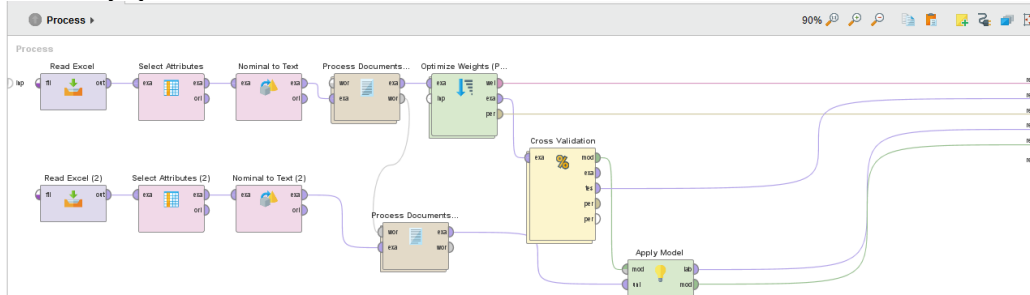 Process
90%
Process
Read Excel
Select Attributes
Nominal to Text
Process Documents...
Optimize Weights (P...
inp
fil
out
exa
exa
ori
exa
exa
ori
wor
exa
exa
wor
exa
wei
inp
exa
per
Cross Validation
exa
mod
exa
tes
per
per
Read Excel (2)
Select Attributes (2)
Nominal to Text (2)
fil
out
exa
exa
ori
exa
exa
ori
Process Documents...
wor
exa
exa
wor
Apply Model
mod
lab
unl
mod